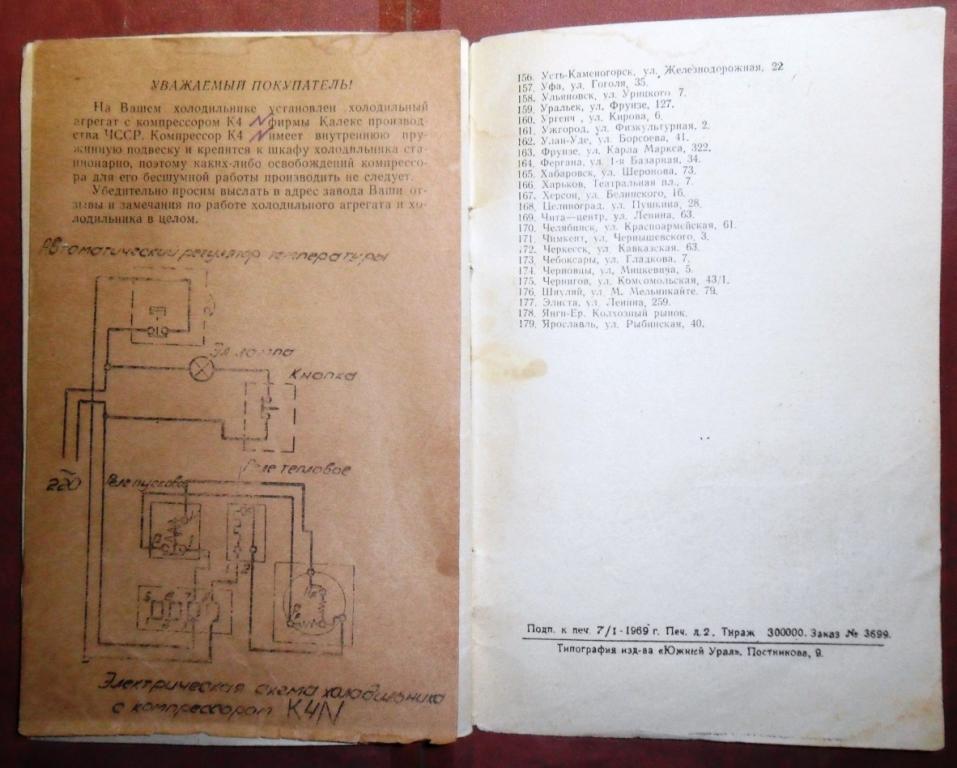 УВАЖАЕМЫЙ ПОКУПАТЕЛЬ!
На Вашем холодильнике установлен холодильный
агрегат с компрессором К4 N фирмы Калекс производ-
ства ЧССР. Компрессор К4 N имеет внутреннюю пру-
жинную подвеску и крепится к шкафу холодильника ста-
ционарно, поэтому каких-либо освобождений компрессо-
ра для его бесшумной работы производить не следует.
Убедительно просим выслать в адрес завода Ваши от-
зывы и замечания по работе холодильного агрегата и хо-
лодильника в целом.
Автоматический регулятор температуры
Эл лампа
Кнопка
~
220
Реле пусковое
Реле тепловое
Электрическая схема холодильника
с компрессором K4N
156. Усть-Каменогорск, ул. Железнодорожная, 22
157. Уфа, ул. Гоголя, 35.
158. Ульяновск, ул. Урицкого 7.
159. Уральск, ул. Фрунзе, 127.
160. Ургенч , ул. Кирова, 6.
161. Ужгород, ул. Физкультурная, 2.
162. Улан-Уде, ул. Борсоева, 41.
163. Фрунзе, ул. Карла Маркса, 322.
164. Фергана, ул. 1-я Базарная, 34.
165. Хабаровск, ул. Шеронова, 73.
166. Харьков, Театральная пл., 7.
167. Херсон, ул. Белинского, 16.
168. Целиноград, ул. Пушкина, 28.
169. Чита—центр, ул. Ленина, 63.
170. Челябинск, ул. Красноармейская, 61.
171. Чимкент, ул. Чернышевского, 3.
172. Черкесск, ул. Кавказская, 63.
173. Чебоксары, ул. Гладкова, 7.
174. Черновцы, ул. Мицкевича, 5.
175. Чернигов, ул. Комсомольская, 43/1.
176. Шяуляй, ул. М. Мельникайте, 79.
177. Элиста, ул. Ленина, 259.
178. Янги-Ер. Колхозный рынок.
179. Ярославль, ул. Рыбинская, 40.
Подп. к печ. 7/I-1969 г. Печ. л. 2. Тираж 300000. Заказ № 3699.
Типография изд-ва «Южный Урал». Постникова, 9.